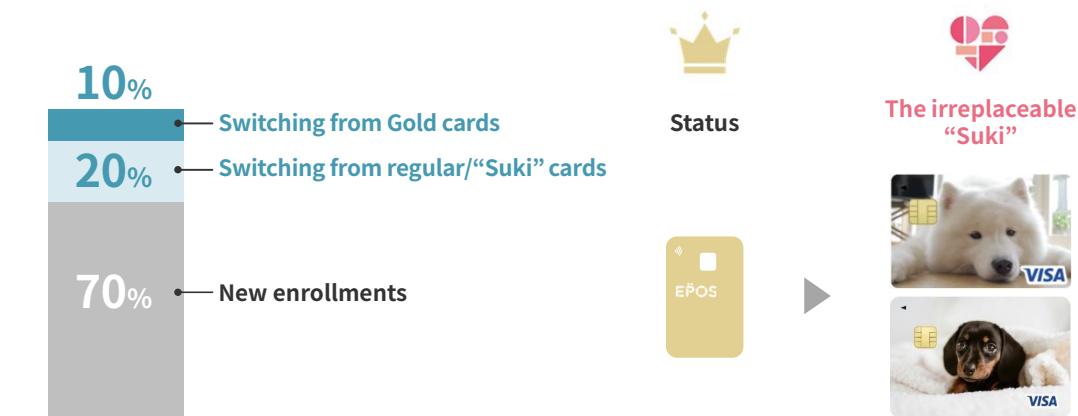 10%
Switching from Gold cards
20%
Switching from regular/“Suki” cards
70%
New enrollments
Status
EPOS
The irreplaceable
“Suki”
VISA
VISA